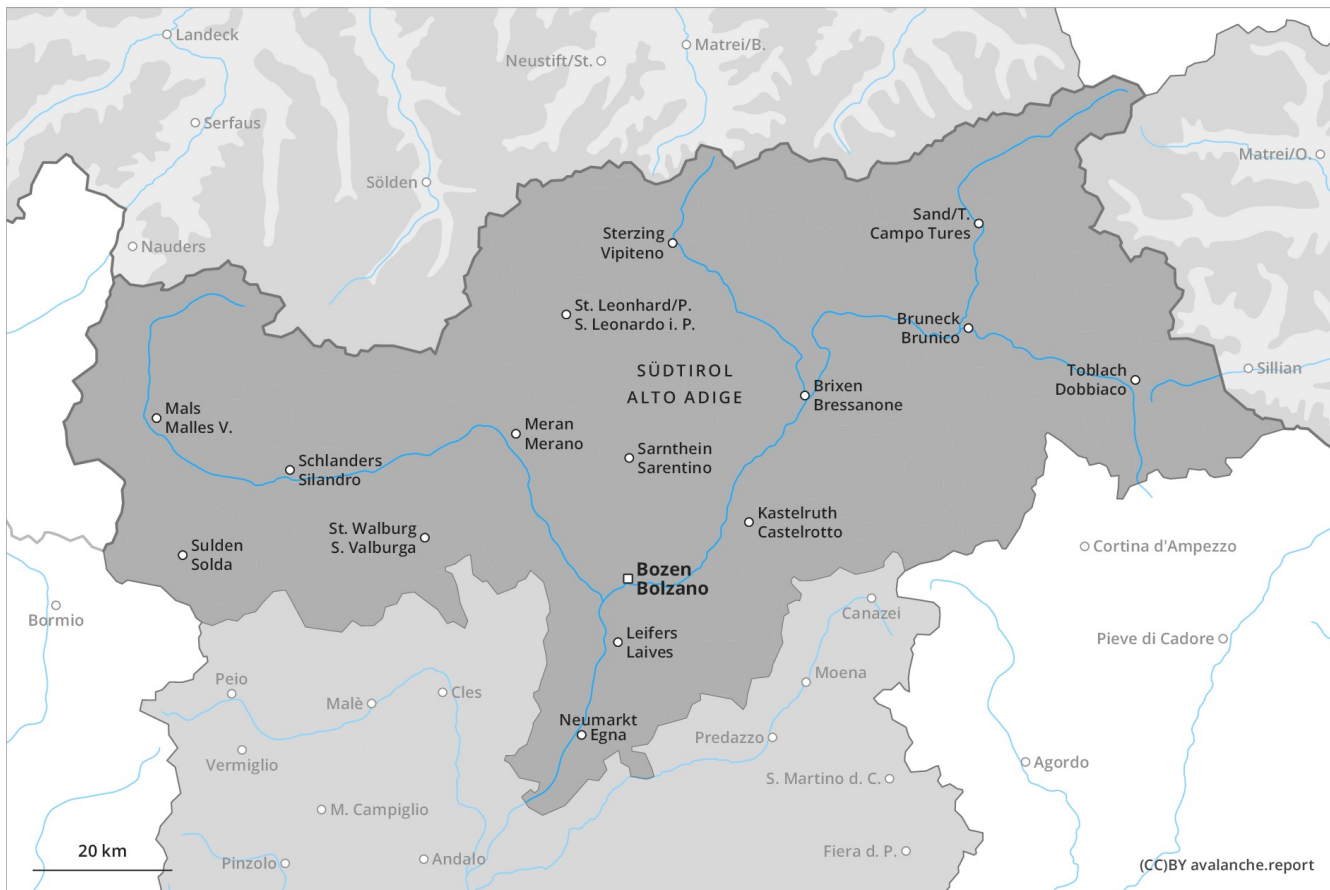 Landeck
Matrei/B.
Neustift/St.
Serfaus
Matrei/O.
Sölden
Sand/T.
Campo Tures
Sterzing
Vipiteno
Nauders
St. Leonhard/P.
S. Leonardo i. P.
Bruneck
Brunico
SÜDTIROL
ALTO ADIGE
Toblach
Dobbiaco
Sillian
Brixen
Bressanone
Mals
Malles V.
Meran
Merano
Sarnthein
Sarentino
Schlanders
Silandro
Kastelruth
Castelrotto
St. Walburg
S. Valburga
Sulden
Solda
Cortina d'Ampezzo
Bozen
Bolzano
Bormio
Canazei
Leifers
Laives
Pieve di Cadore
Peio
Moena
Malè
Cles
Neumarkt
Egna
Predazzo
Vermiglio
Agordo
S. Martino d. C.
M. Campiglio
20 km
Pinzolo
Andalo
Fiera d. P.
(CC)BY avalanche.report